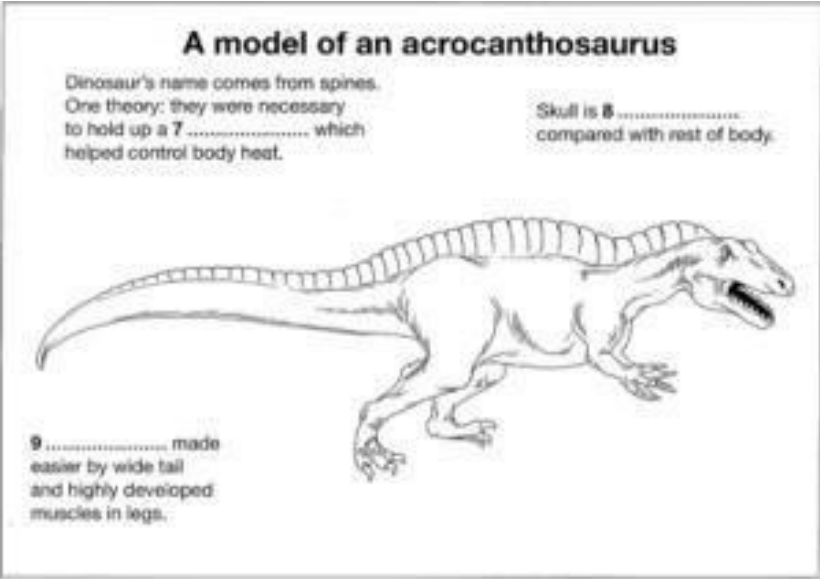 A model of an acrocanthosaurus
Dinosaur's name comes from spines.
One theory: they were necessary
to hold up a 7 ...................... which
helped control body heat.
Skull is 8 ......................
compared with rest of body.
9 ...................... made
easier by wide tail
and highly developed
muscles in legs.